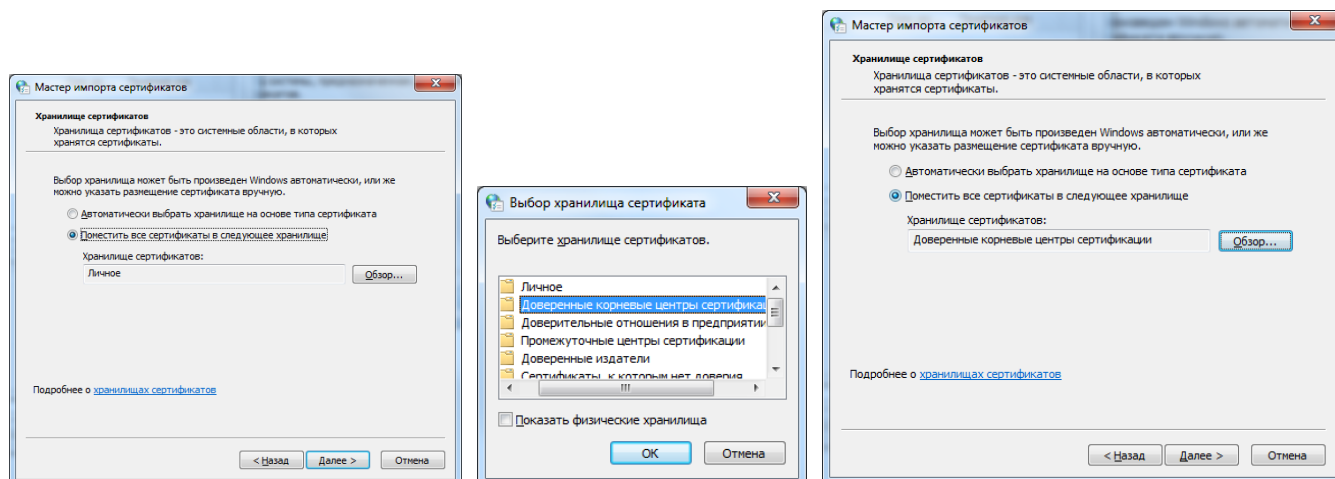 Мастер импорта сертификатов
Хранилище сертификатов
Хранилища сертификатов - это системные области, в которых
хранятся сертификаты.
Выбор хранилища может быть произведен Windows автоматически, или же
можно указать размещение сертификата вручную.
Автоматически выбрать хранилище на основе типа сертификата
Поместить все сертификаты в следующее хранилище
Хранилище сертификатов:
Личное
Обзор...
Подробнее о хранилищах сертификатов
< Назад
Далее >
Отмена
Выбор хранилища сертификата
Выберите хранилище сертификатов.
Личное
Доверенные корневые центры сертификац
Доверительные отношения в предприятии
Промежуточные центры сертификации
Доверенные издатели
Сертификаты, к которым нет доверия
Показать физические хранилища
ОК
Отмена
Мастер импорта сертификатов
Хранилище сертификатов
Хранилища сертификатов - это системные области, в которых
хранятся сертификаты.
Выбор хранилища может быть произведен Windows автоматически, или же
можно указать размещение сертификата вручную.
Автоматически выбрать хранилище на основе типа сертификата
Поместить все сертификаты в следующее хранилище
Хранилище сертификатов:
Доверенные корневые центры сертификации
Обзор...
Подробнее о хранилищах сертификатов
< Назад
Далее >
Отмена